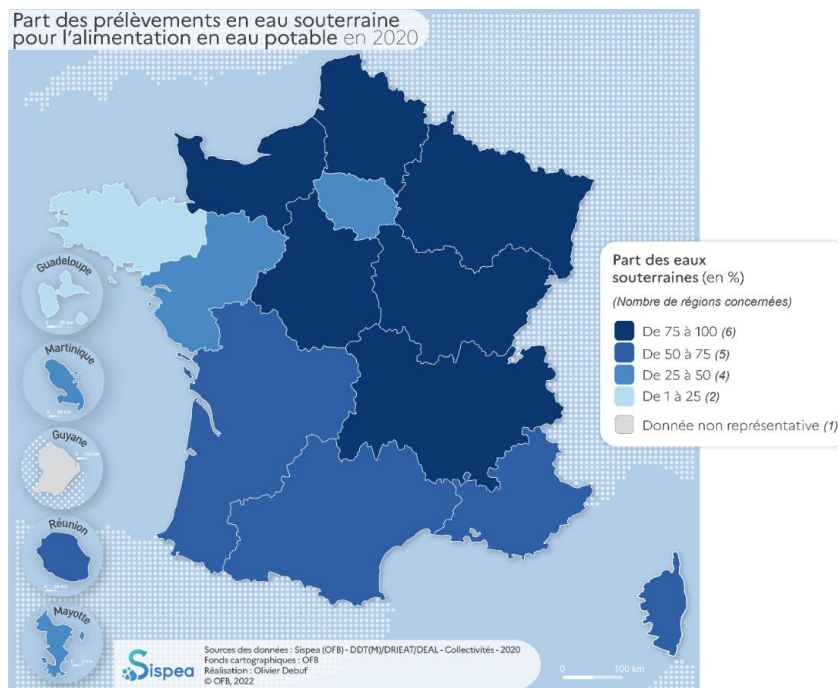 Part des prélèvements en eau souterraine
pour l'alimentation en eau potable en 2020
Guadeloupe
Martinique
Guyane
Réunion
Mayotte
Part des eaux
souterraines (en %)
(Nombre de régions concernées)
De 75 à 100 (6)
De 50 à 75 (5)
De 25 à 50 (4)
De 1 à 25 (2)
Donnée non représentative (1)
Sispea
Sources des données : Sispea (OFB) - DDT(M)/DRIEAT/DEAL - Collectivités - 2020
Fonds cartographiques : OFB
Réalisation : Olivier Debuf
© OFB, 2022
0 100 km